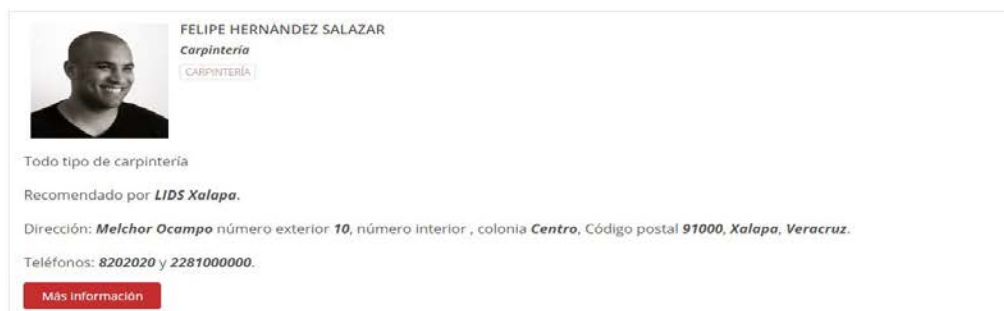 FELIPE HERNANDEZ SALAZAR
Carpintería
CARPINTERÍA
Todo tipo de carpintería
Recomendado por LIDS Xalapa.
Dirección: Melchor Ocampo número exterior 10, número interior , colonia Centro, Código postal 91000, Xalapa, Veracruz.
Teléfonos: 8202020 y 2281000000.
Más información